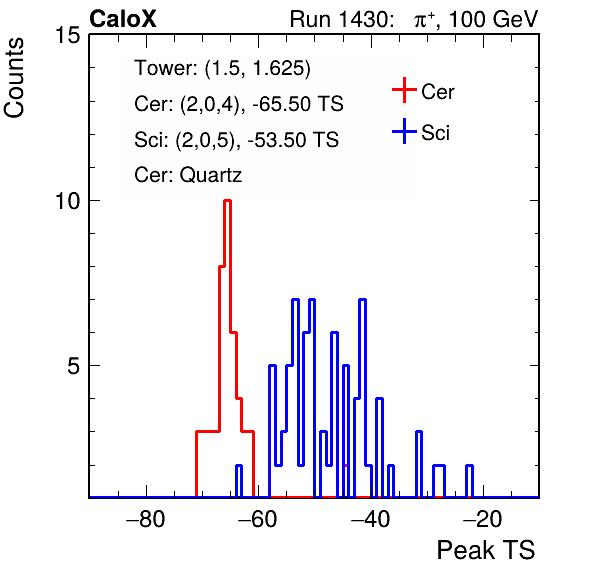 CaloX Run 1430: π⁺, 100 GeV
Counts
15
Tower: (1.5, 1.625)
Cer: (2,0,4), -65.50 TS
Sci: (2,0,5), -53.50 TS
Cer: Quartz
Cer
Sci
10
5
−80 −60 −40 −20
Peak TS